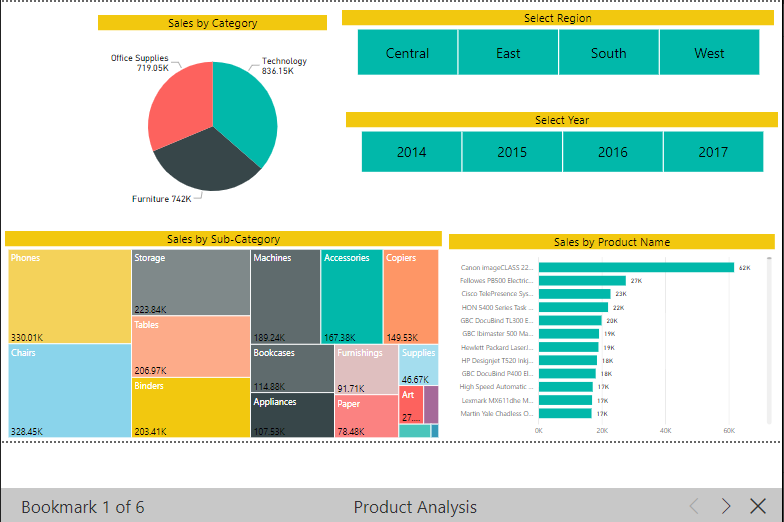 Sales by Category
Office Supplies
719.05K
Technology
836.15K
Furniture 742K
Select Region
Central East South West
Select Year
2014 2015 2016 2017
Sales by Sub-Category
Phones
330.01K
Chairs
328.45K
Storage
223.84K
Tables
206.97K
Binders
203.41K
Machines
189.24K
Accessories
167.38K
Copiers
149.53K
Bookcases
114.88K
Appliances
107.53K
Furnishings
91.71K
Paper
78.48K
Supplies
46.67K
Art
27....
Sales by Product Name
Canon imageCLASS 22... 62K
Fellowes PB500 Electric... 27K
Cisco TelePresence Sys... 23K
HON 5400 Series Task ... 22K
GBC DocuBind TL300 E... 20K
GBC Ibimaster 500 Ma... 19K
Hewlett Packard LaserJ... 19K
HP Designjet T520 Inkj... 18K
GBC DocuBind P400 El... 18K
High Speed Automatic ... 17K
Lexmark MX611dhe M... 17K
Martin Yale Chadless O... 17K
0K 20K 40K 60K
Bookmark 1 of 6
Product Analysis